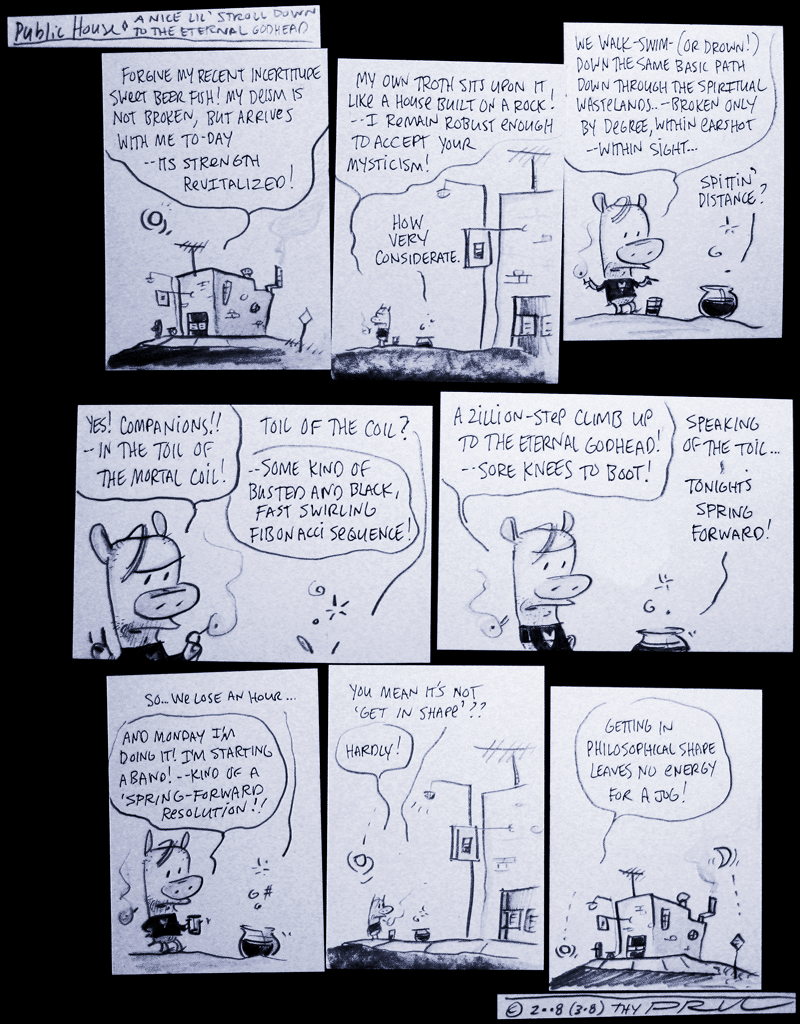 Public House: A NICE LIL' STROLL DOWN
TO THE ETERNAL GODHEAD
FORGIVE MY RECENT INCERTITUDE
SWEET BEER FISH! MY DEISM IS
NOT BROKEN, BUT ARRIVES
WITH ME TO-DAY
--ITS STRENGTH
REVITALIZED!
MY OWN TROTH SITS UPON IT
LIKE A HOUSE BUILT ON A ROCK!
--I REMAIN ROBUST ENOUGH
TO ACCEPT YOUR
MYSTICISM!
HOW
VERY
CONSIDERATE.
WE WALK-SWIM-(OR DROWN!)
DOWN THE SAME BASIC PATH
DOWN THROUGH THE SPIRITUAL
WASTELANDS..--BROKEN ONLY
BY DEGREE, WITHIN EARSHOT
--WITHIN SIGHT...
SPITTIN'
DISTANCE?
YES! COMPANIONS!!
--IN THE TOIL OF
THE MORTAL COIL!
TOIL OF THE COIL?
--SOME KIND OF
BUSTED AND BLACK,
FAST SWIRLING
FIBONACCI SEQUENCE!
A ZILLION-STEP CLIMB UP
TO THE ETERNAL GODHEAD!
--SORE KNEES TO BOOT!
SPEAKING
OF THE TOIL...
TONIGHT'S
SPRING
FORWARD!
SO... WE LOSE AN HOUR...
AND MONDAY I'M
DOING IT! I'M STARTING
A BAND! --KIND OF A
'SPRING-FORWARD
RESOLUTION'!!
YOU MEAN IT'S NOT
'GET IN SHAPE'??
HARDLY!
GETTING IN
PHILOSOPHICAL SHAPE
LEAVES NO ENERGY
FOR A JOG!
© 2008 (3.8) THY